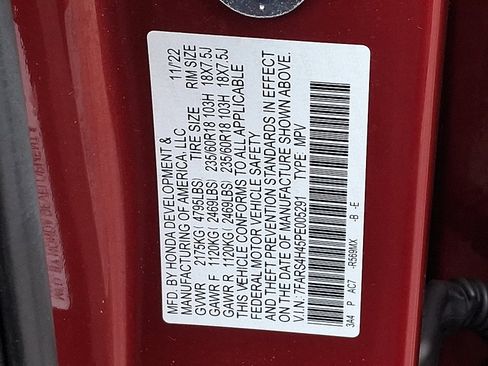 MFD. BY HONDA DEVELOPMENT & 11/'22
MANUFACTURING OF AMERICA, LLC
TIRE SIZE RIM SIZE
GVWR 2175KG( 4795LBS)
GAWR F 1120KG( 2469LBS) 235/60R18 103H 18X7.5J
GAWR R 1120KG( 2469LBS) 235/60R18 103H 18X7.5J
THIS VEHICLE CONFORMS TO ALL APPLICABLE
FEDERAL MOTOR VEHICLE SAFETY
AND THEFT PREVENTION STANDARDS IN EFFECT
ON THE DATE OF MANUFACTURE SHOWN ABOVE.
V.I.N.: 7FARS4H45PE005291 TYPE: MPV
3A4 P AC7 -R569MX -B -E